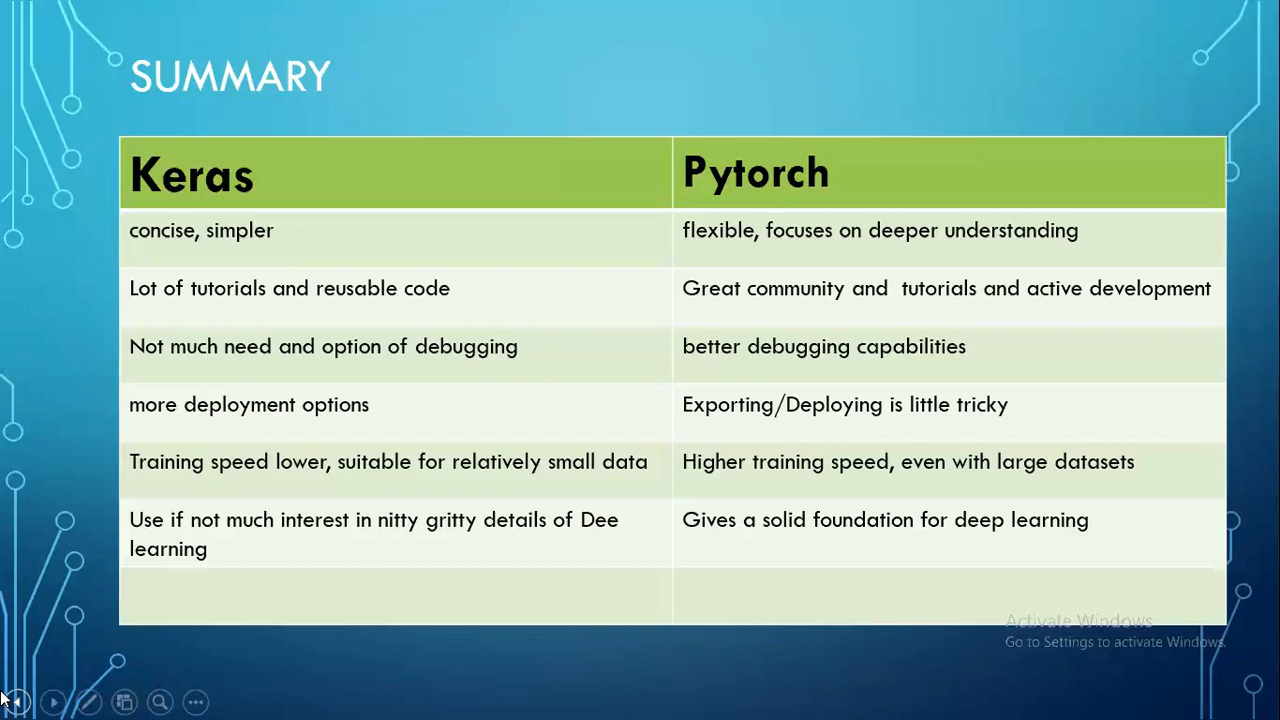 SUMMARY
Keras
Pytorch
concise, simpler
flexible, focuses on deeper understanding
Lot of tutorials and reusable code
Great community and  tutorials and active development
Not much need and option of debugging
better debugging capabilities
more deployment options
Exporting/Deploying is little tricky
Training speed lower, suitable for relatively small data
Higher training speed, even with large datasets
Use if not much interest in nitty gritty details of Dee
learning
Gives a solid foundation for deep learning
Activate Windows
Go to Settings to activate Windows.